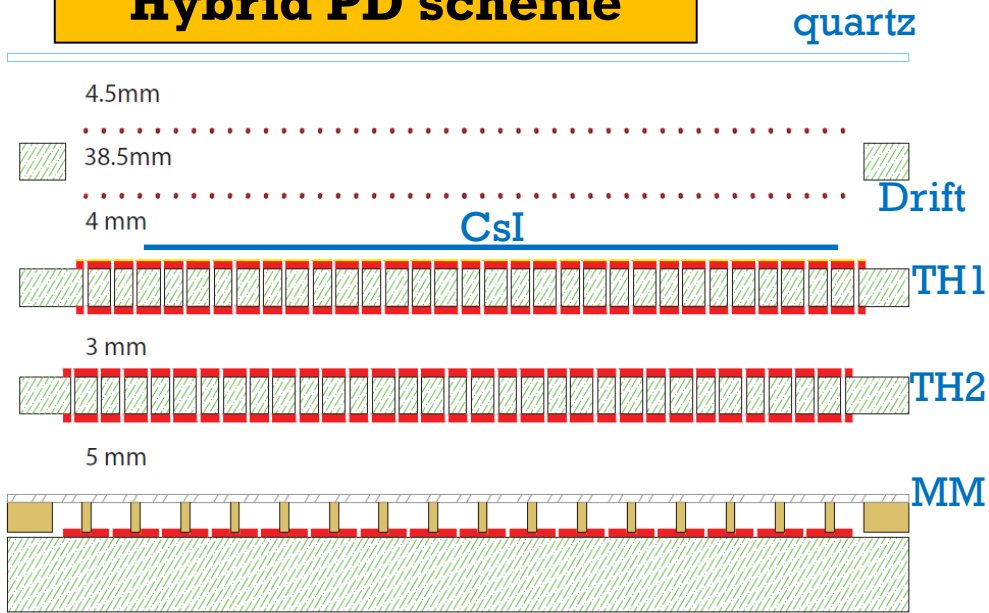 Hybrid PD scheme
quartz
4.5mm
38.5mm
Drift
4 mm
CsI
TH1
3 mm
TH2
5 mm
MM